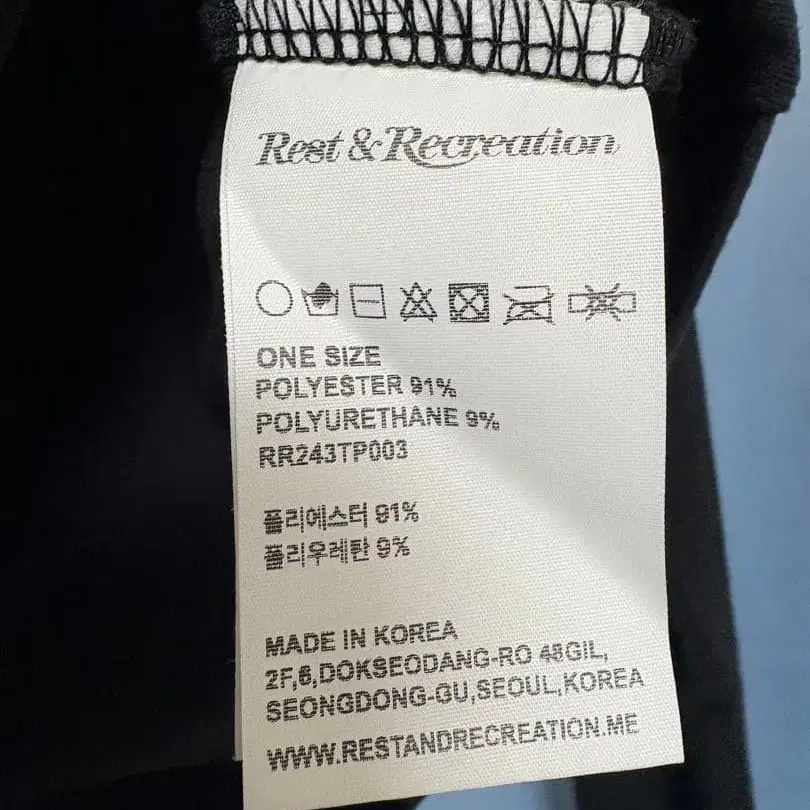 Rest & Recreation
ONE SIZE
POLYESTER 91%
POLYURETHANE 9%
RR243TP003
폴리에스터 91%
폴리우레탄 9%
MADE IN KOREA
2F,6,DOKSEODANG-RO 48GIL,
SEONGDONG-GU,SEOUL,KOREA
WWW.RESTANDRECREATION.ME